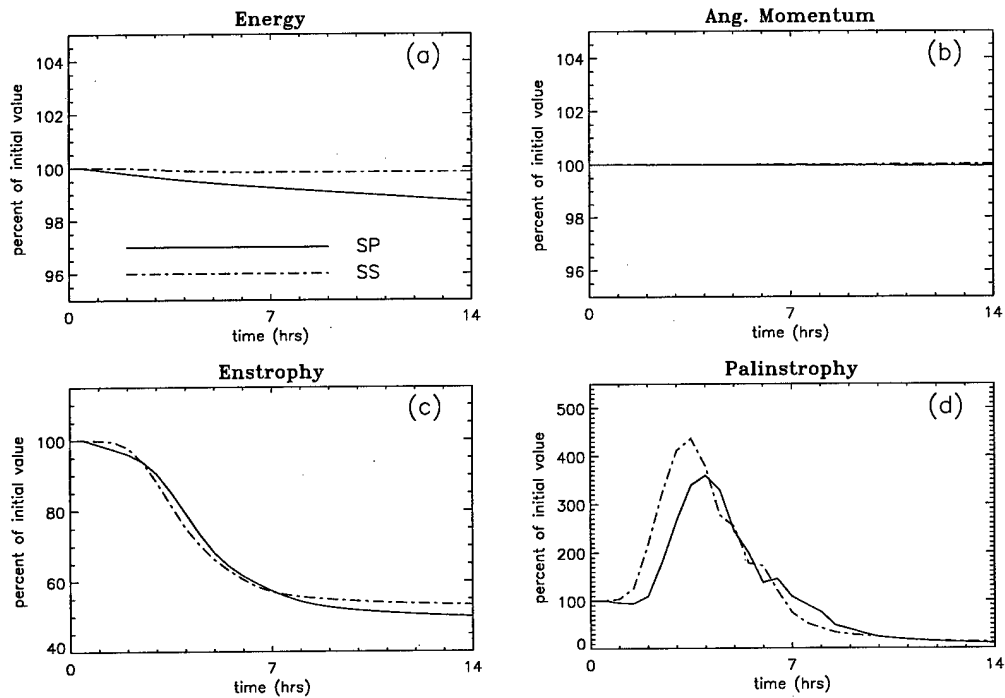 Energy
(a)
percent of initial value
104
102
100
98
96
SP
SS
0
7
14
time (hrs)
Ang. Momentum
(b)
percent of initial value
104
102
100
98
96
0
7
14
time (hrs)
Enstrophy
(c)
percent of initial value
100
80
60
40
0
7
14
time (hrs)
Palinstrophy
(d)
percent of initial value
500
400
300
200
100
0
0
7
14
time (hrs)